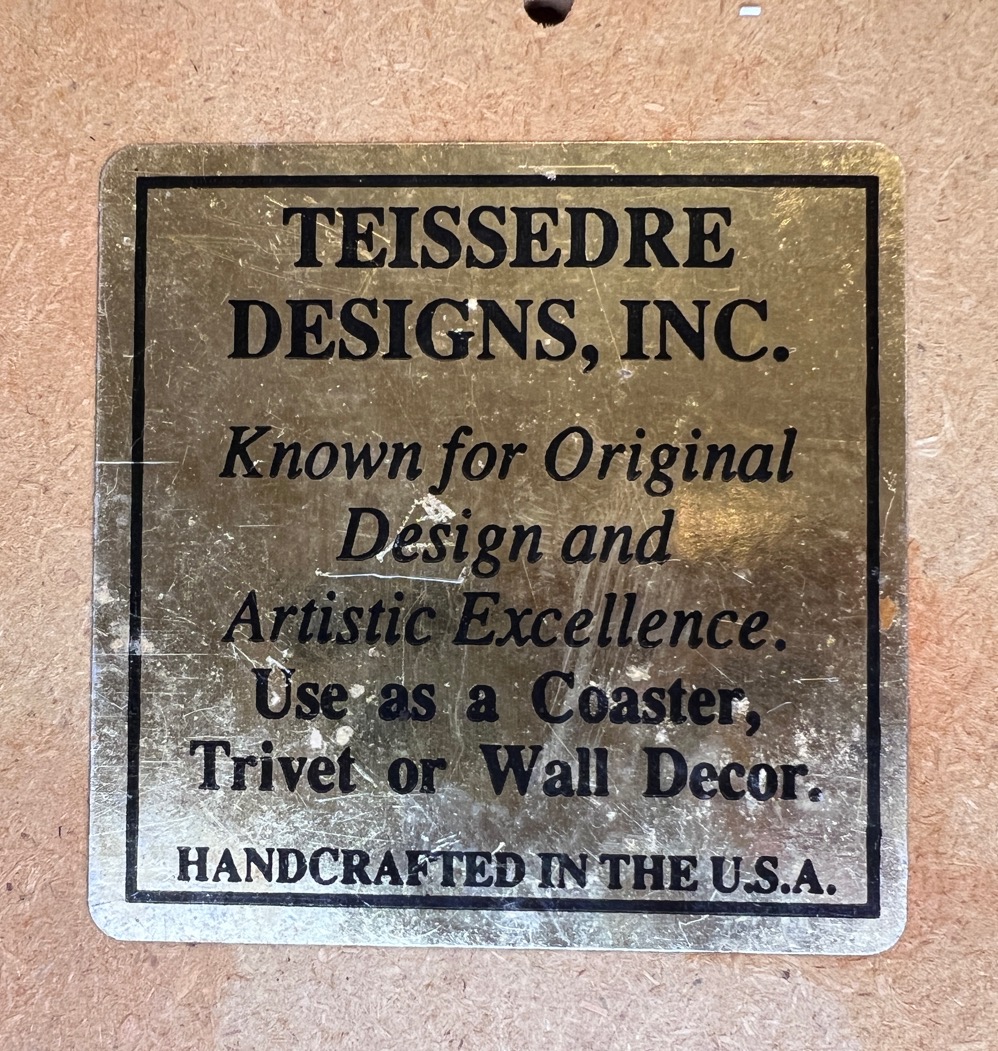 TEISSEDRE
DESIGNS, INC.
Known for Original
Design and
Artistic Excellence.
Use as a Coaster,
Trivet or Wall Decor.
HANDCRAFTED IN THE U.S.A.